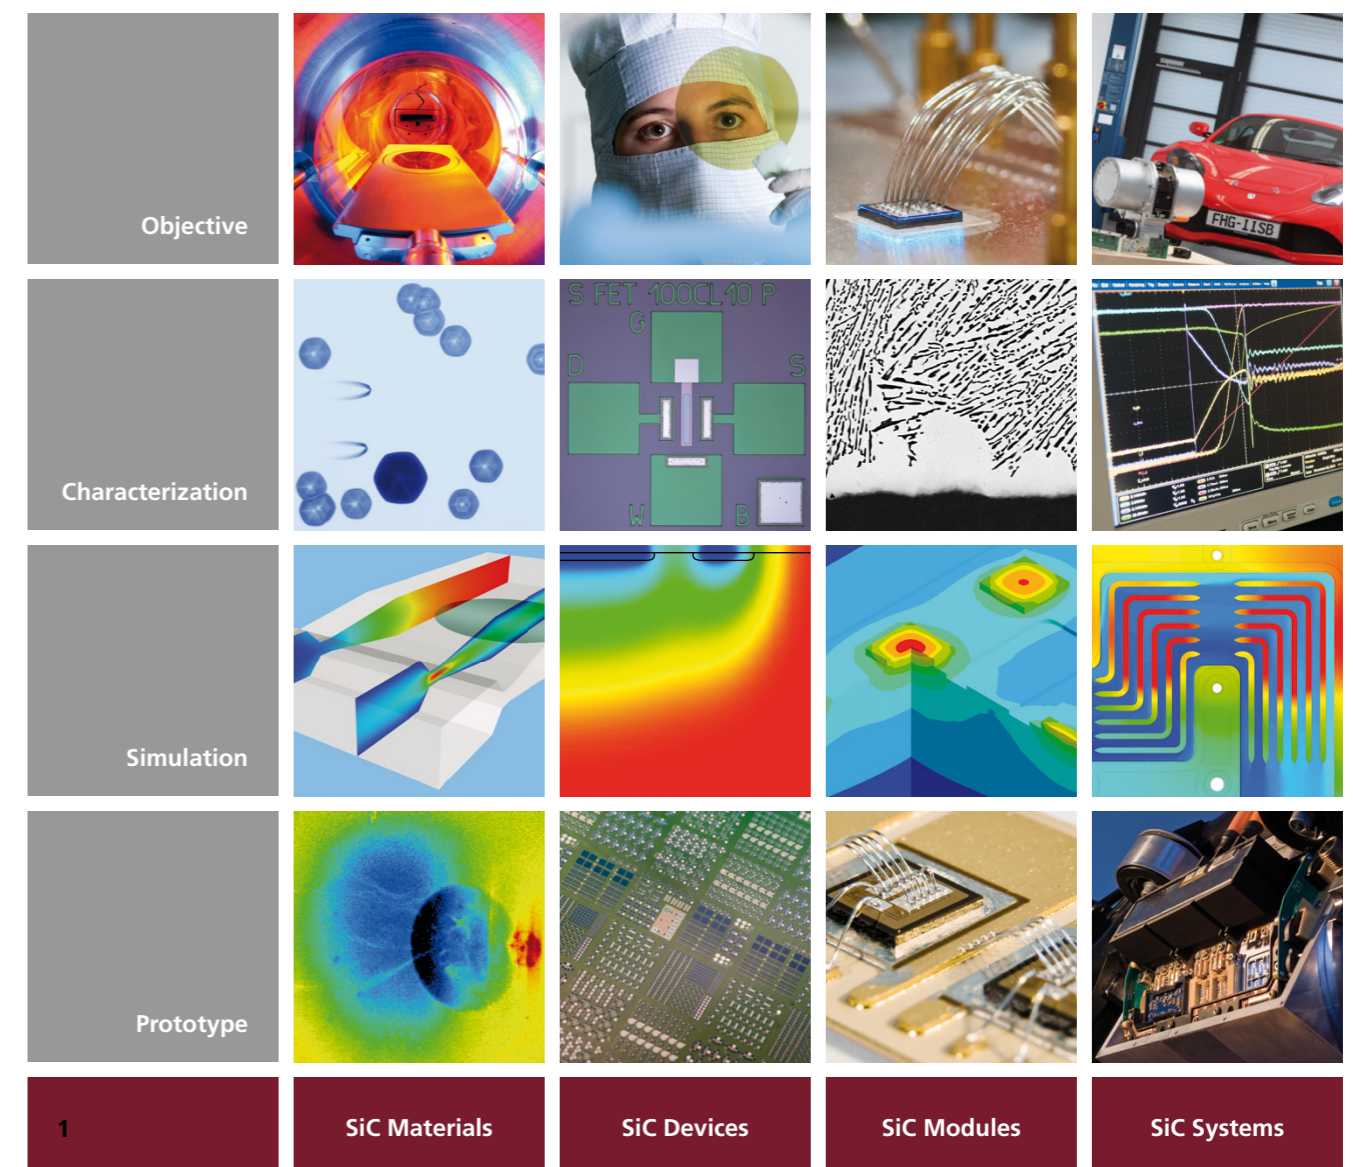 Objective
FHG-IISB
Characterization
S FET 100CL10 P
G
D
S
W
B
Simulation
Prototype
1
SiC Materials
SiC Devices
SiC Modules
SiC Systems